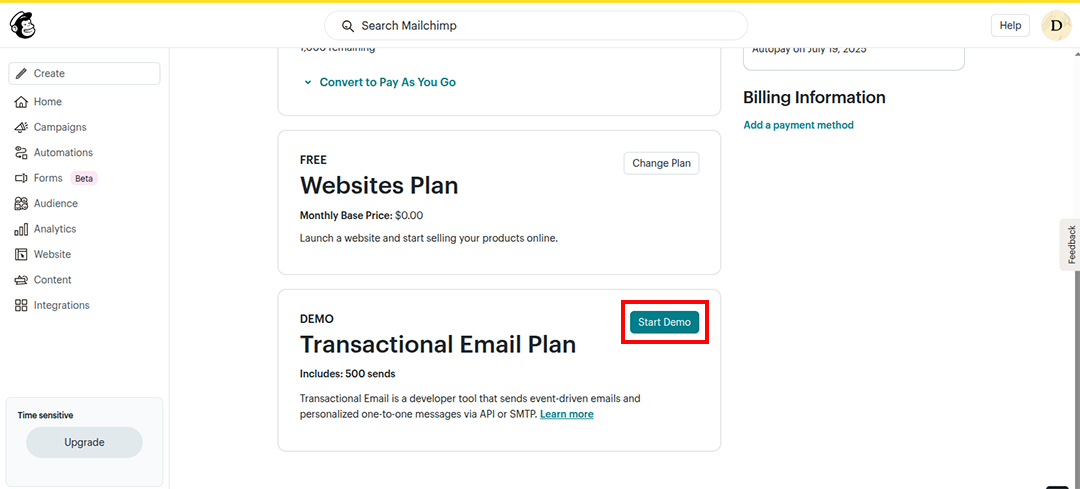 Search Mailchimp
Help
D
Create
Home
Campaigns
Automations
Forms Beta
Audience
Analytics
Website
Content
Integrations
Time sensitive
Upgrade
1,000 remaining
Convert to Pay As You Go
FREE
Change Plan
Websites Plan
Monthly Base Price: $0.00
Launch a website and start selling your products online.
DEMO
Start Demo
Transactional Email Plan
Includes: 500 sends
Transactional Email is a developer tool that sends event-driven emails and
personalized one-to-one messages via API or SMTP. Learn more
Autopay on July 19, 2025
Billing Information
Add a payment method
Feedback